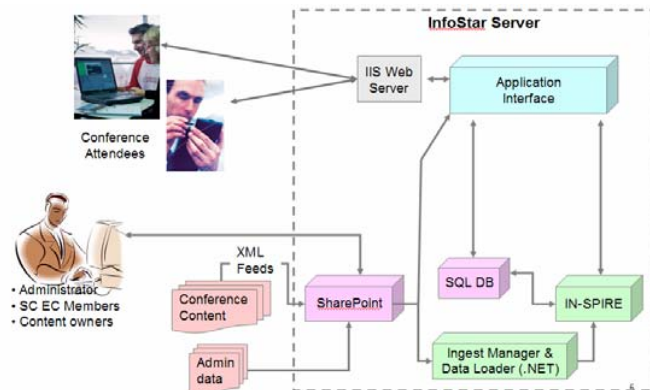 InfoStar Server
IIS Web
Server
Application
Interface
Conference
Attendees
XML
Feeds
• Administrator
• SC EC Members
• Content owners
Conference
Content
SharePoint
SQL DB
IN-SPIRE
Admin
data
Ingest Manager &
Data Loader (.NET)
5